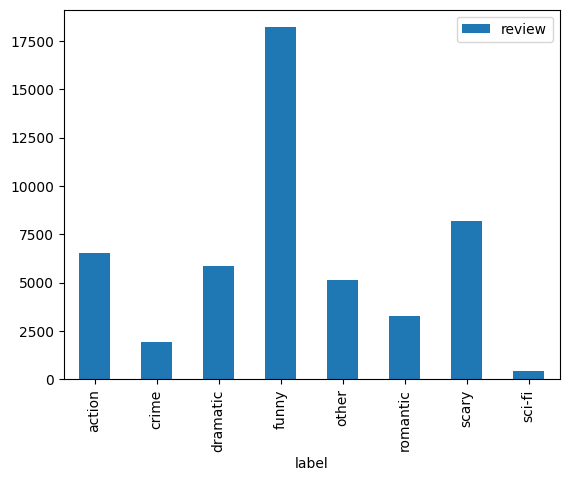 review
17500
15000
12500
10000
7500
5000
2500
0
action
crime
dramatic
funny
other
romantic
scary
sci-fi
label